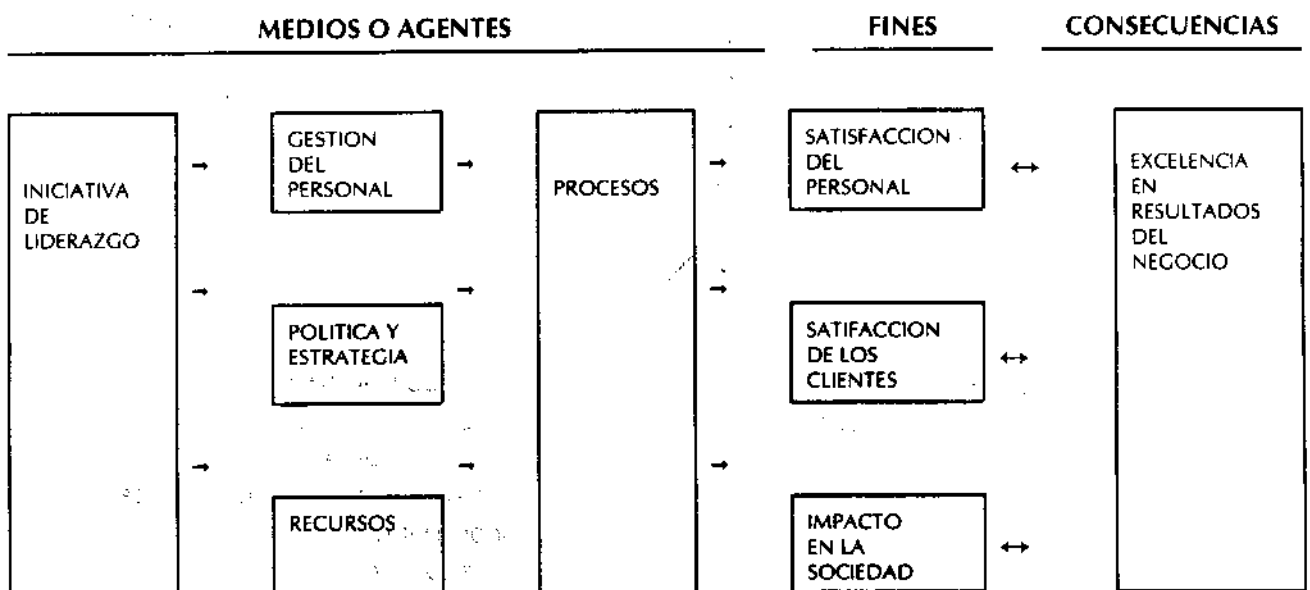 MEDIOS O AGENTES
FINES
CONSECUENCIAS
INICIATIVA
DE
LIDERAZGO
GESTION
DEL
PERSONAL
POLITICA Y
ESTRATEGIA
RECURSOS
PROCESOS
SATISFACCION
DEL
PERSONAL
SATIFACCION
DE LOS
CLIENTES
IMPACTO
EN LA
SOCIEDAD
EXCELENCIA
EN
RESULTADOS
DEL
NEGOCIO